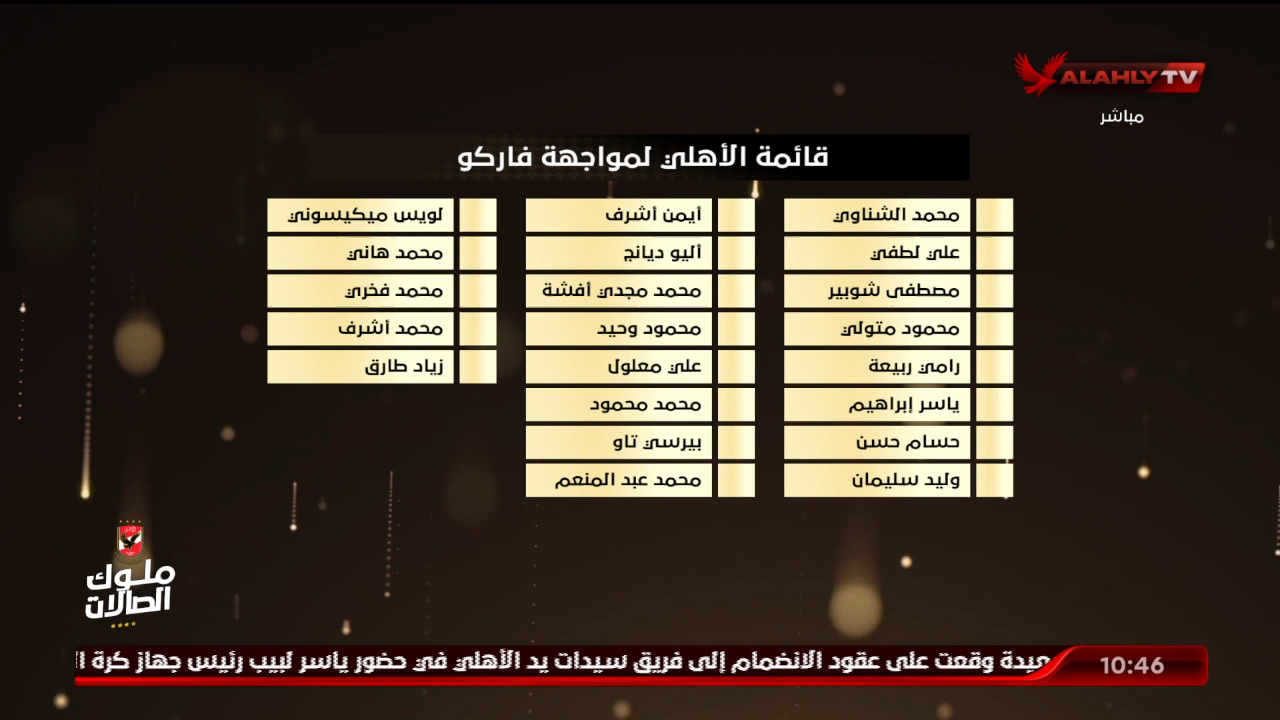 ALAHLY TV
مباشر
قائمة الأهلي لمواجهة فاركو
محمد الشناوي
علي لطفي
مصطفى شوبير
محمود متولي
رامي ربيعة
ياسر إبراهيم
حسام حسن
وليد سليمان
أيمن أشرف
أليو ديانج
محمد مجدي أفشة
محمود وحيد
علي معلول
محمد محمود
بيرسي تاو
محمد عبد المنعم
لويس ميكيسوني
محمد هاني
محمد فخري
محمد أشرف
زياد طارق
ملوك
الصالات
وقعت على عقود الانضمام إلى فريق سيدات يد الأهلي في حضور ياسر لبيب رئيس جهاز كرة
10:46